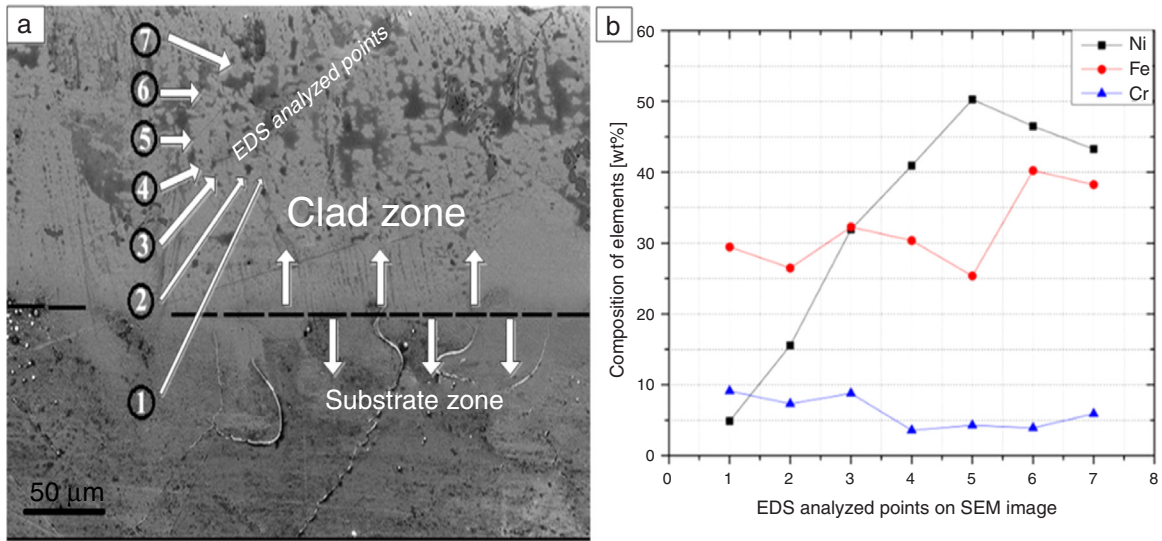 a
7
6
5
4
3
2
1
EDS analyzed points
Clad zone
Substrate zone
50 μm
b
Ni
Fe
Cr
Composition of elements [wt%]
60
50
40
30
20
10
0
0 1 2 3 4 5 6 7 8
EDS analyzed points on SEM image